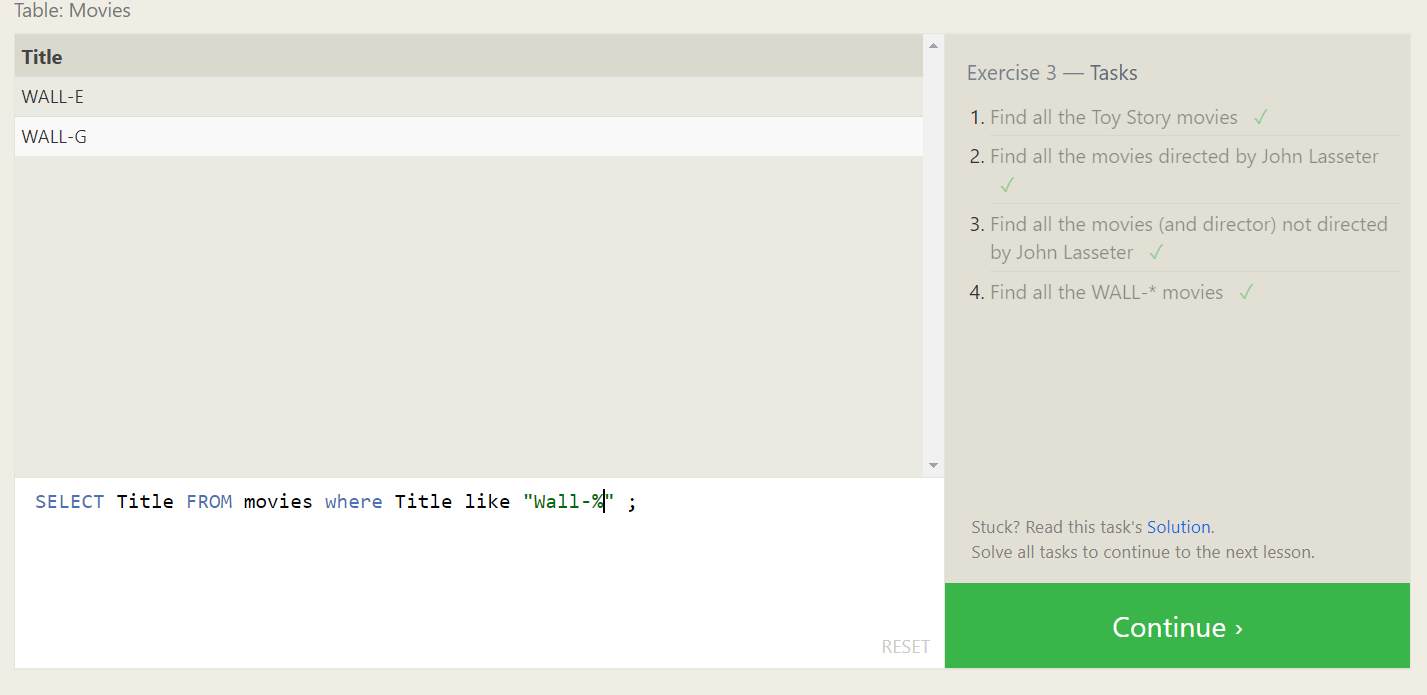 Table: Movies
Title
WALL-E
WALL-G
SELECT Title FROM movies where Title like "Wall-%" ;
RESET
Exercise 3 — Tasks
1. Find all the Toy Story movies ✓
2. Find all the movies directed by John Lasseter
✓
3. Find all the movies (and director) not directed
by John Lasseter ✓
4. Find all the WALL-* movies ✓
Stuck? Read this task's Solution.
Solve all tasks to continue to the next lesson.
Continue ›